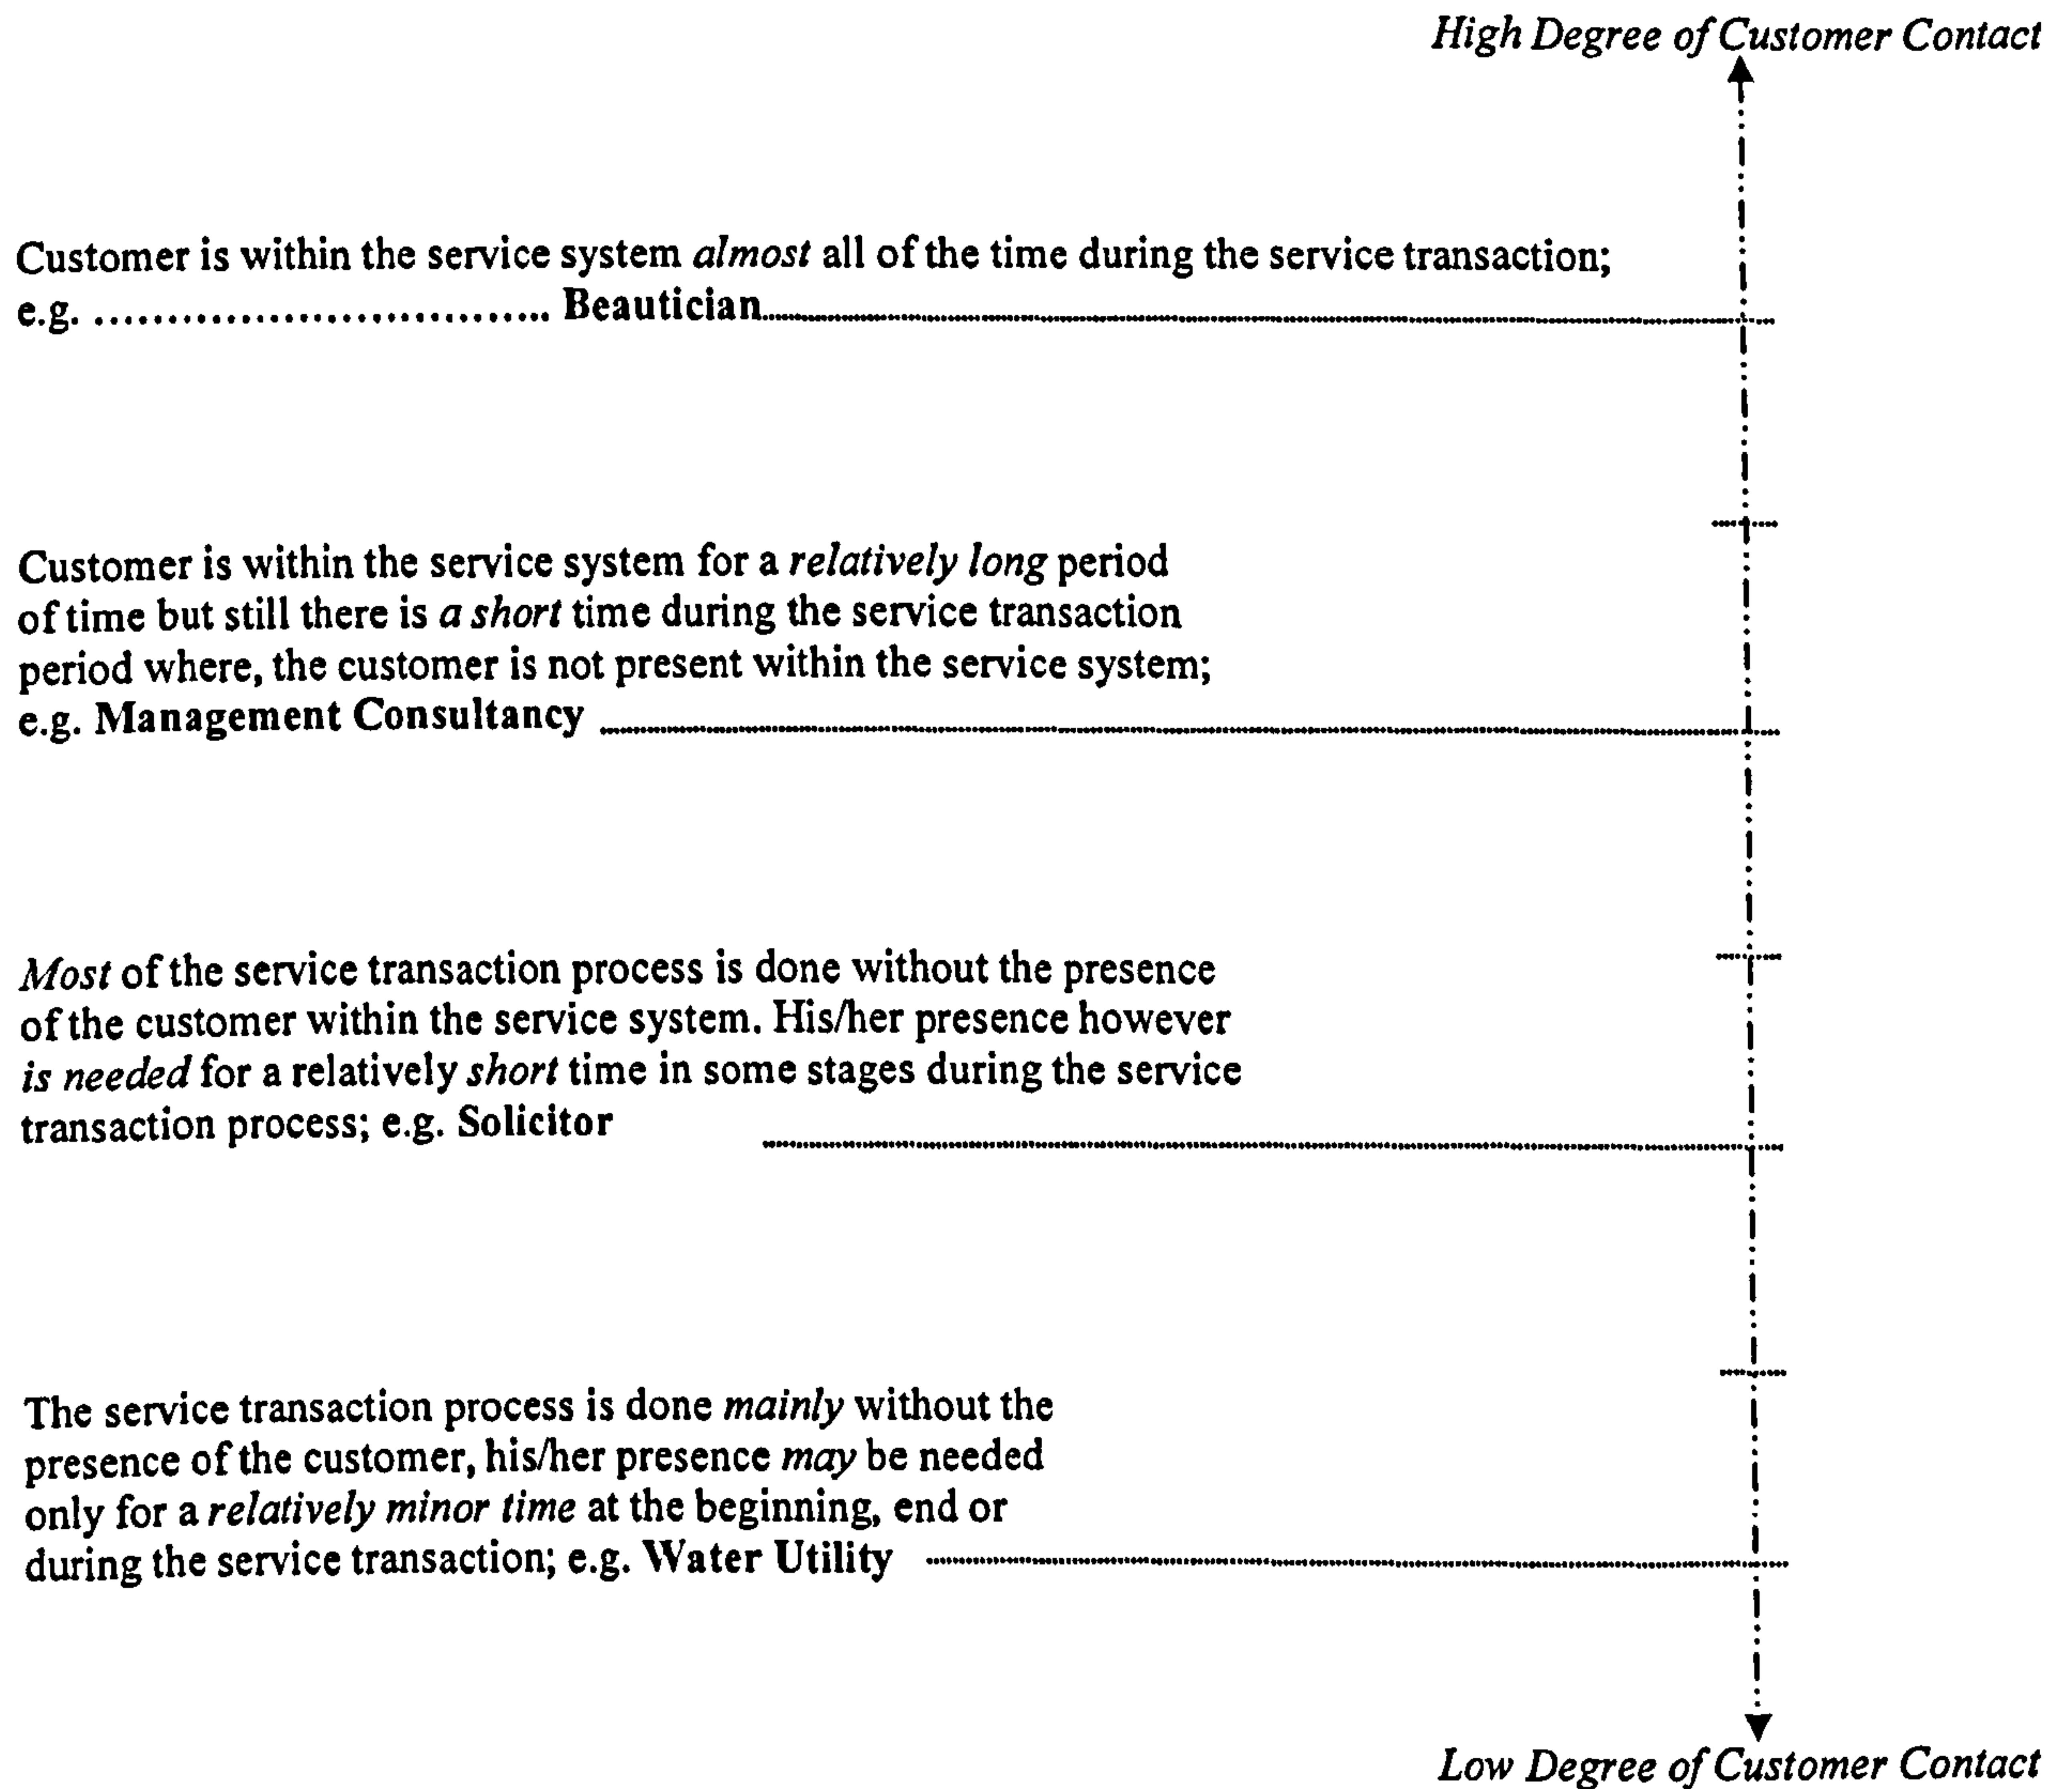 High Degree of Customer Contact
Customer is within the service system almost all of the time during the service transaction;
e.g. ................................ Beautician
Customer is within the service system for a relatively long period
of time but still there is a short time during the service transaction
period where, the customer is not present within the service system;
e.g. Management Consultancy
Most of the service transaction process is done without the presence
of the customer within the service system. His/her presence however
is needed for a relatively short time in some stages during the service
transaction process; e.g. Solicitor
The service transaction process is done mainly without the
presence of the customer, his/her presence may be needed
only for a relatively minor time at the beginning, end or
during the service transaction; e.g. Water Utility
Low Degree of Customer Contact